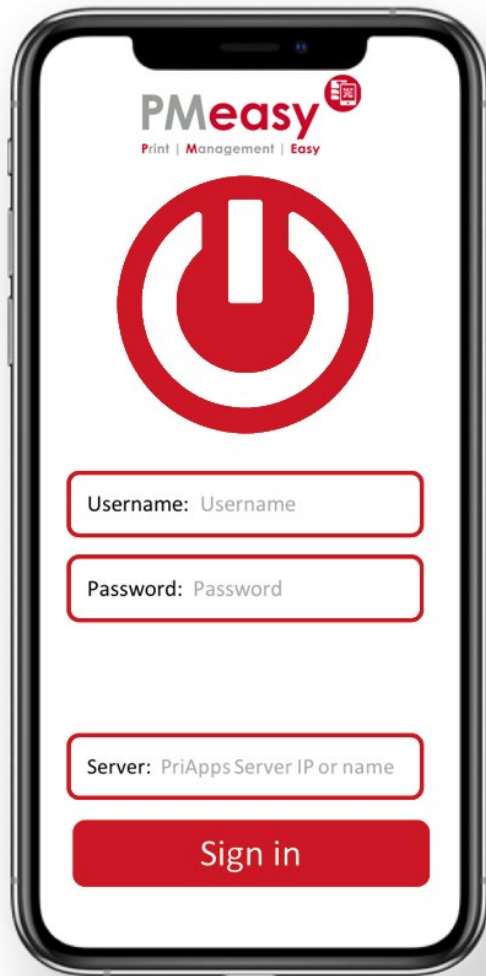 PMeasy
Print | Management | Easy
Username: Username
Password: Password
Server: PriApps Server IP or name
Sign in